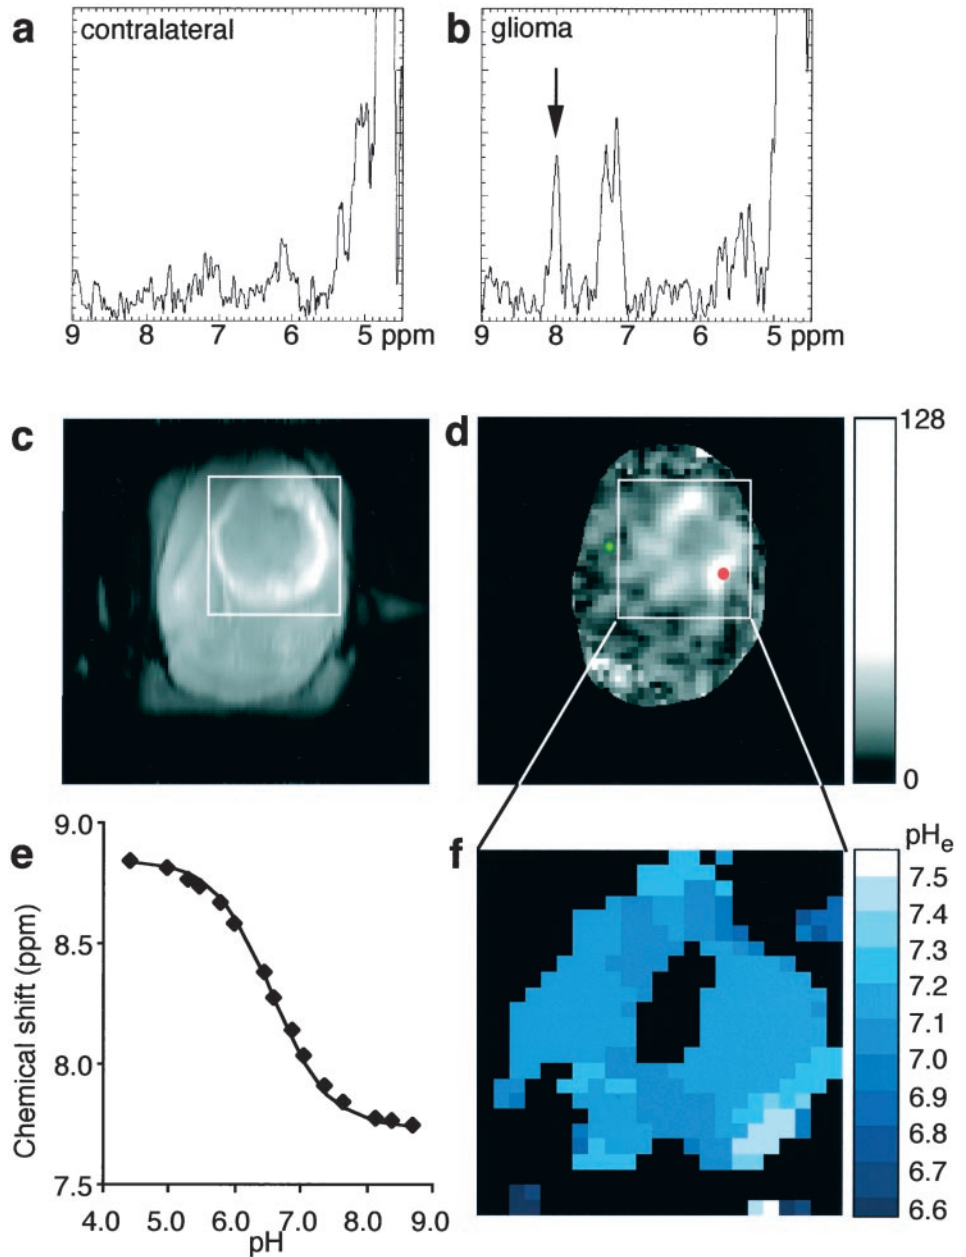 a contralateral
9 8 7 6 5 ppm
b glioma
9 8 7 6 5 ppm
c
d
128
0
e
9.0
8.5
8.0
7.5
Chemical shift (ppm)
4.0 5.0 6.0 7.0 8.0 9.0
pH
f
pHe
7.5
7.4
7.3
7.2
7.1
7.0
6.9
6.8
6.7
6.6